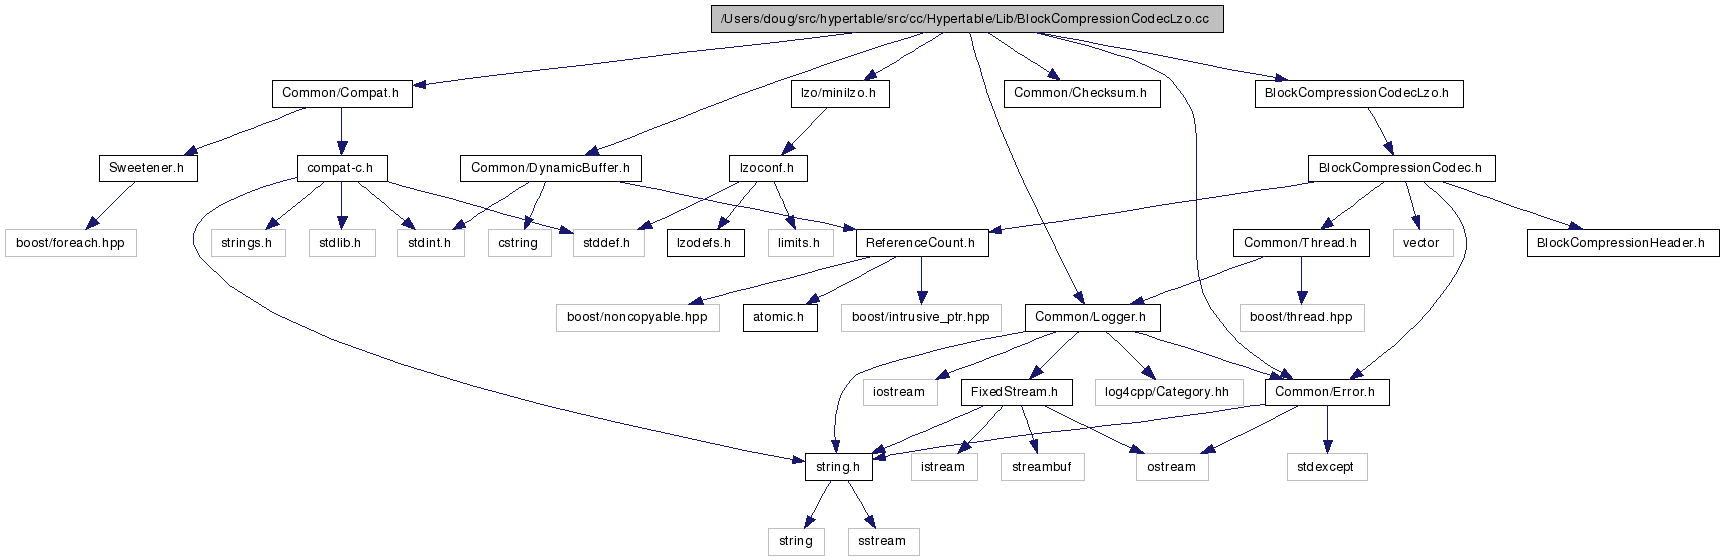 /Users/doug/src/hypertable/src/cc/Hypertable/Lib/BlockCompressionCodecLzo.cc
Common/Compat.h
lzo/minilzo.h
Common/Checksum.h
BlockCompressionCodecLzo.h
Sweetener.h
compat-c.h
Common/DynamicBuffer.h
lzoconf.h
BlockCompressionCodec.h
boost/foreach.hpp
strings.h
stdlib.h
stdint.h
cstring
stddef.h
lzodefs.h
limits.h
ReferenceCount.h
Common/Thread.h
vector
BlockCompressionHeader.h
boost/noncopyable.hpp
atomic.h
boost/intrusive_ptr.hpp
Common/Logger.h
boost/thread.hpp
iostream
FixedStream.h
log4cpp/Category.hh
Common/Error.h
string.h
istream
streambuf
ostream
stdexcept
string
sstream